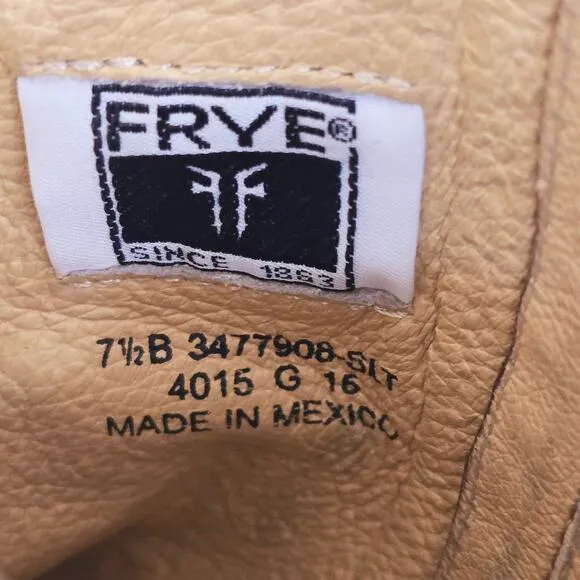 FRYE®
SINCE 1863
7½B 3477908-SLT
4015 G 16
MADE IN MEXICO